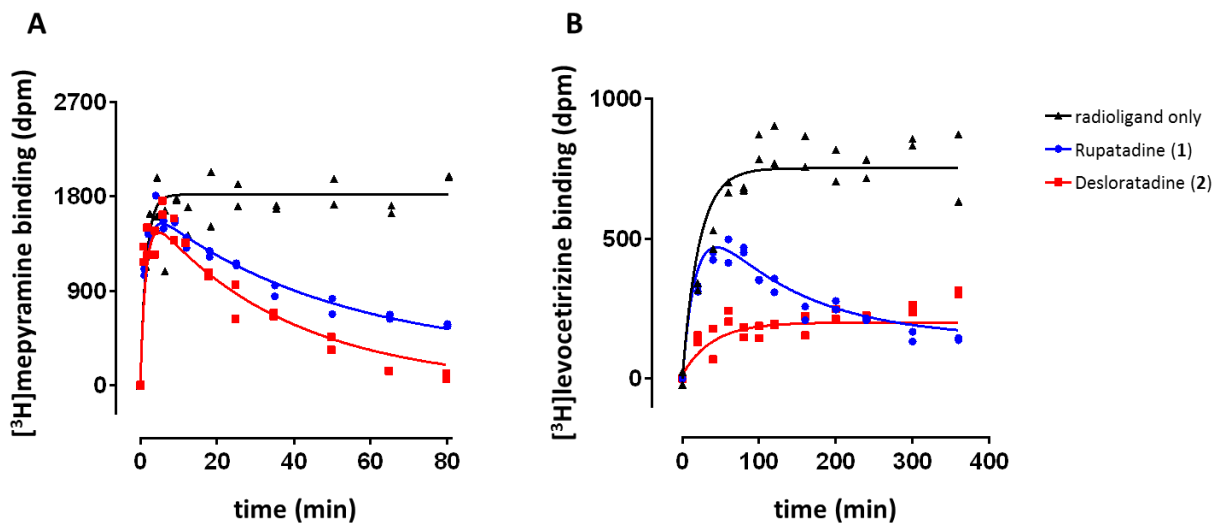 A
[³H]mepyramine binding (dpm)
2700
1800
900
0
0 20 40 60 80
time (min)
B
[³H]levocetirizine binding (dpm)
1000
500
0
0 100 200 300 400
time (min)
radioligand only
Rupatadine (1)
Desloratadine (2)